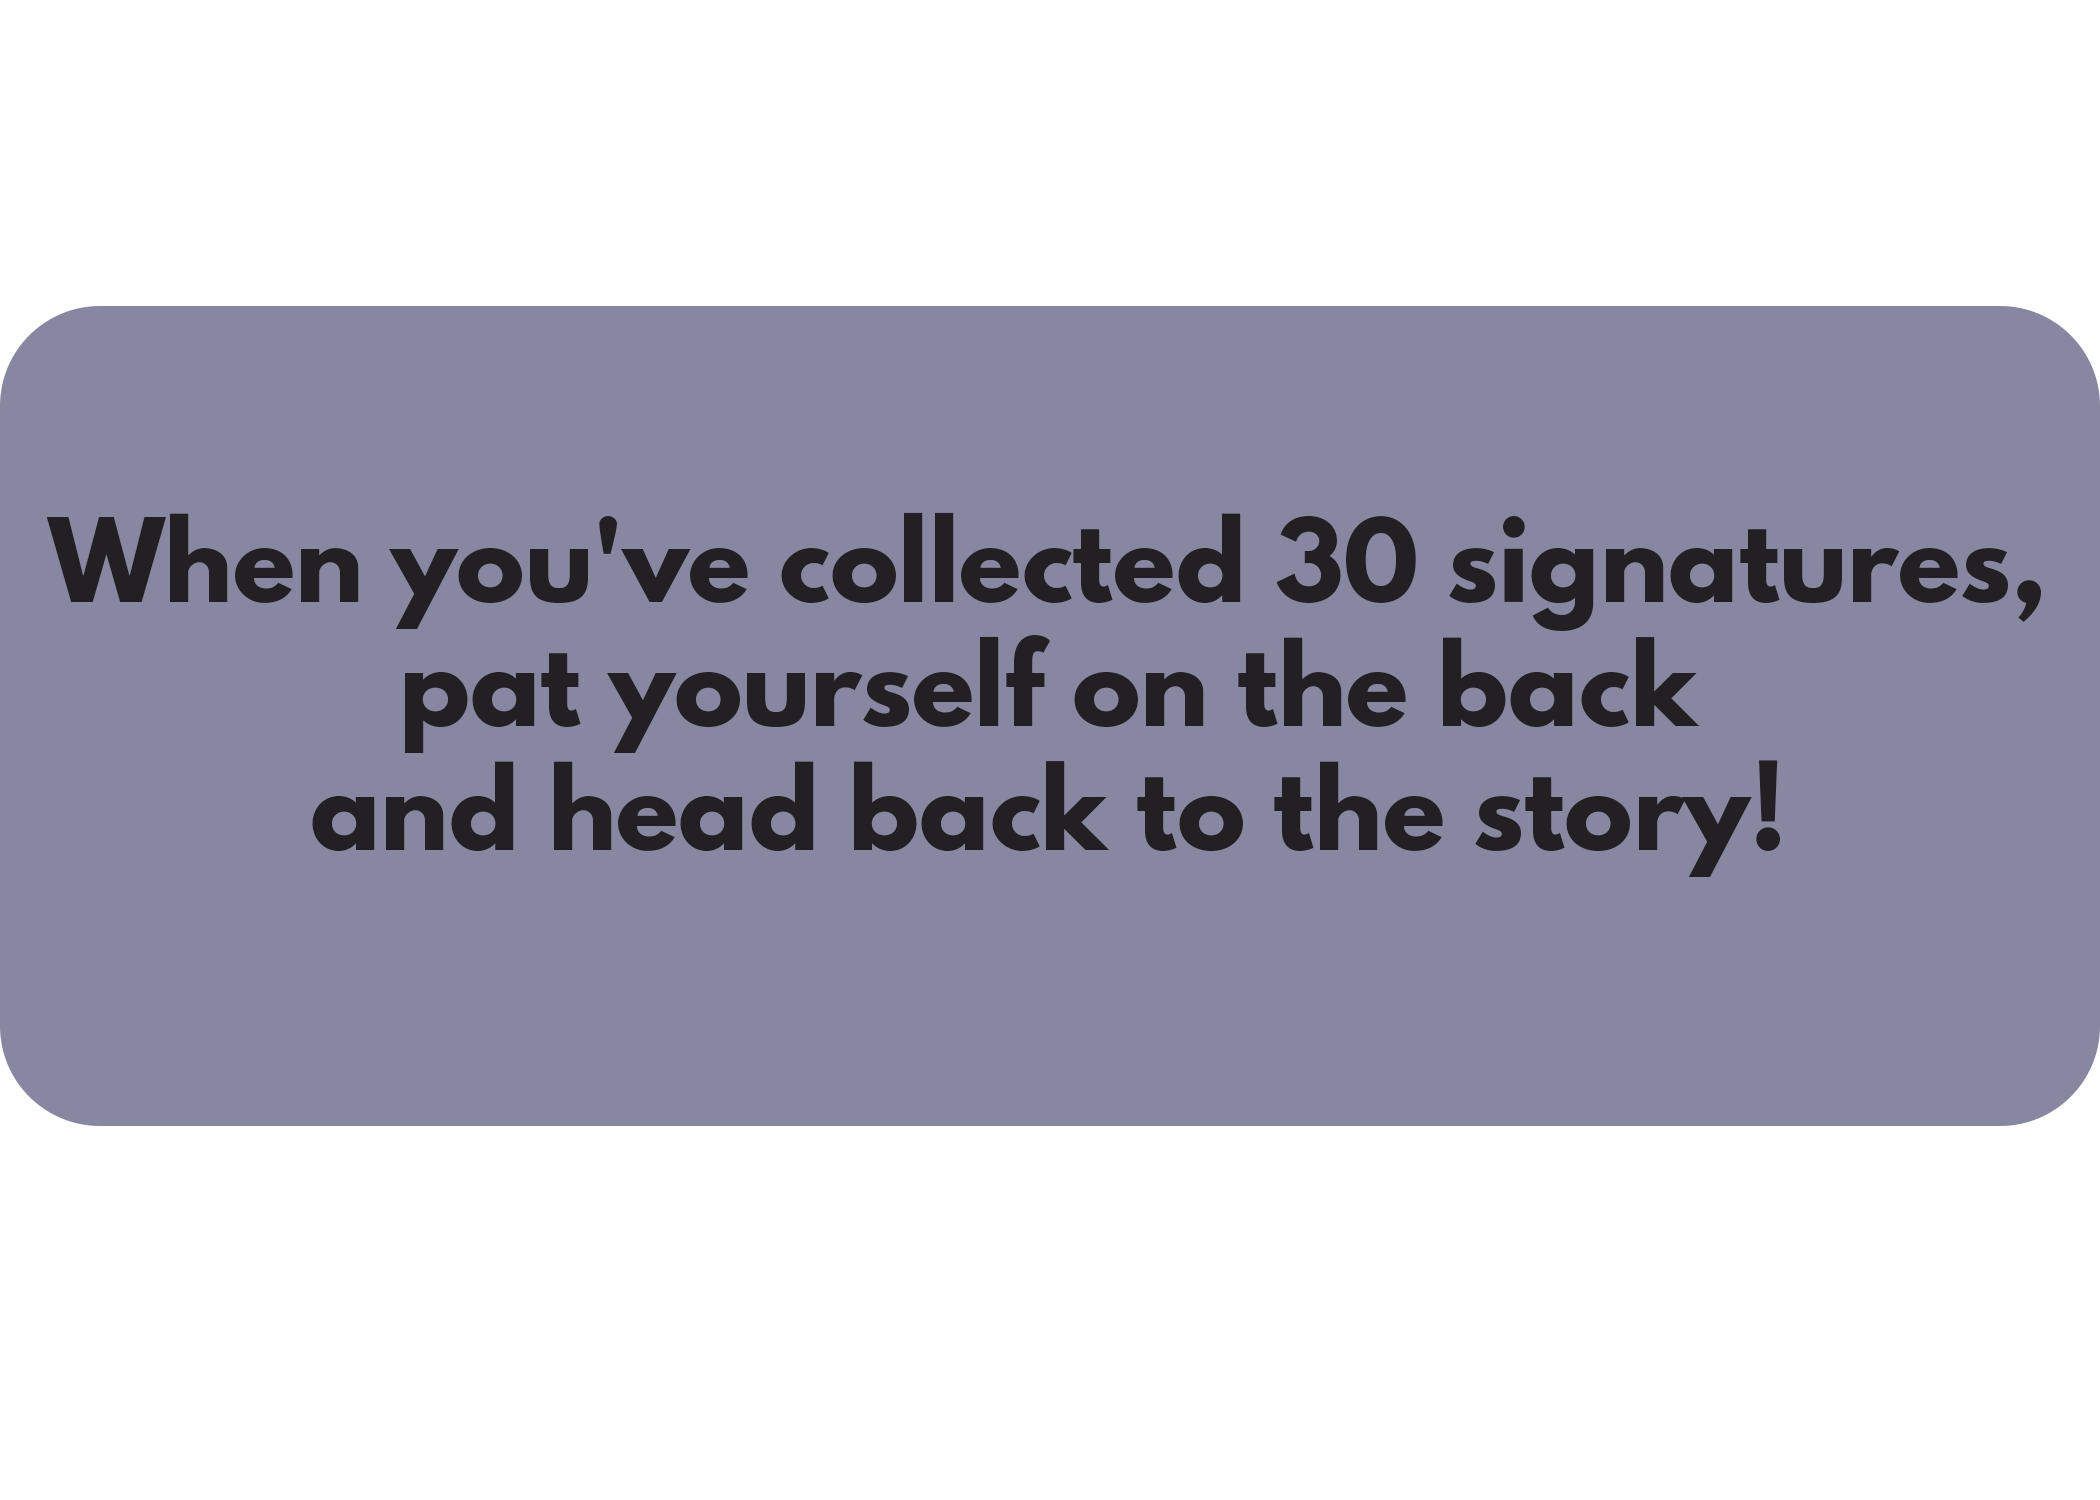 When you've collected 30 signatures,
pat yourself on the back
and head back to the story!